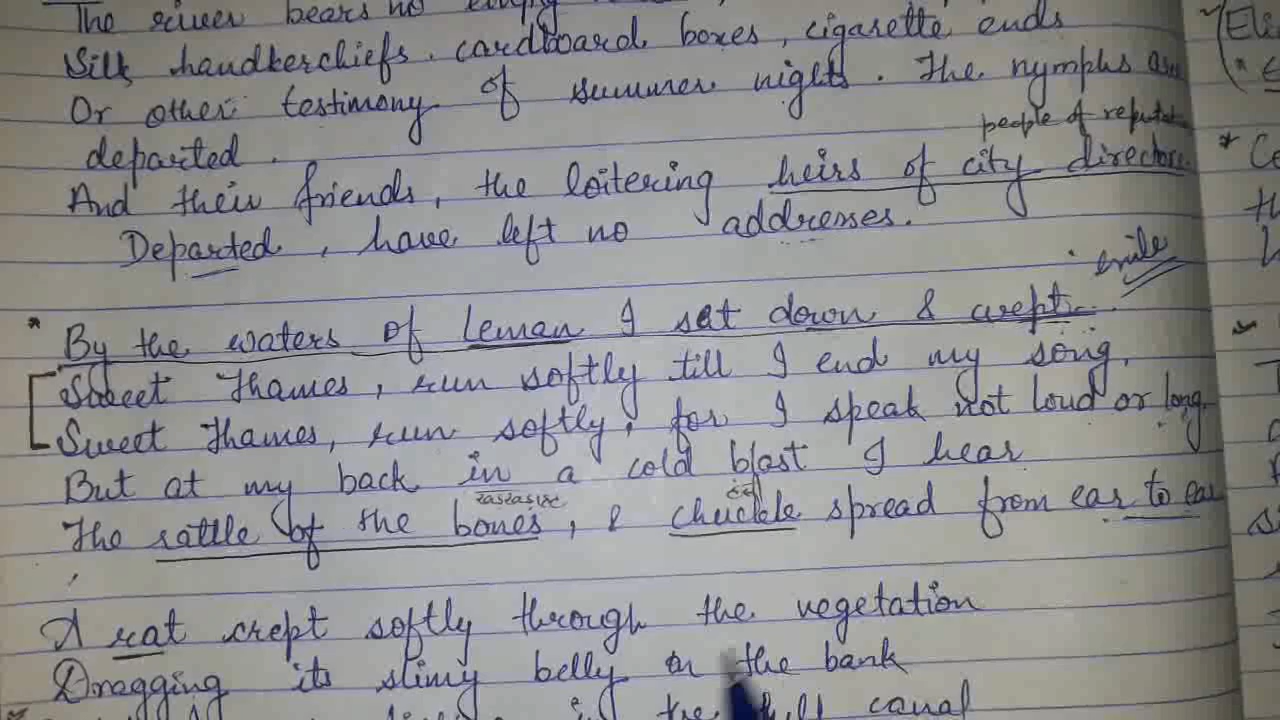 The river bears no empty
Silk handkerchiefs. cardboard boxes, cigarette ends
Or other testimony of summer nights. The nymphs are
departed.
people of reputat
And their friends, the loitering heirs of city directors
Departed, have left no addresses.
exile
* By the waters of Leman I sat down & wept
Sweet Thames, run softly till I end my song,
Sweet Thames, run softly, for I speak not loud or long.
But at my back in a cold blast I hear
The rattle of the bones, & chuckle spread from ear to ear
A rat crept softly through the vegetation
Dragging its slimy belly on the bank
canal